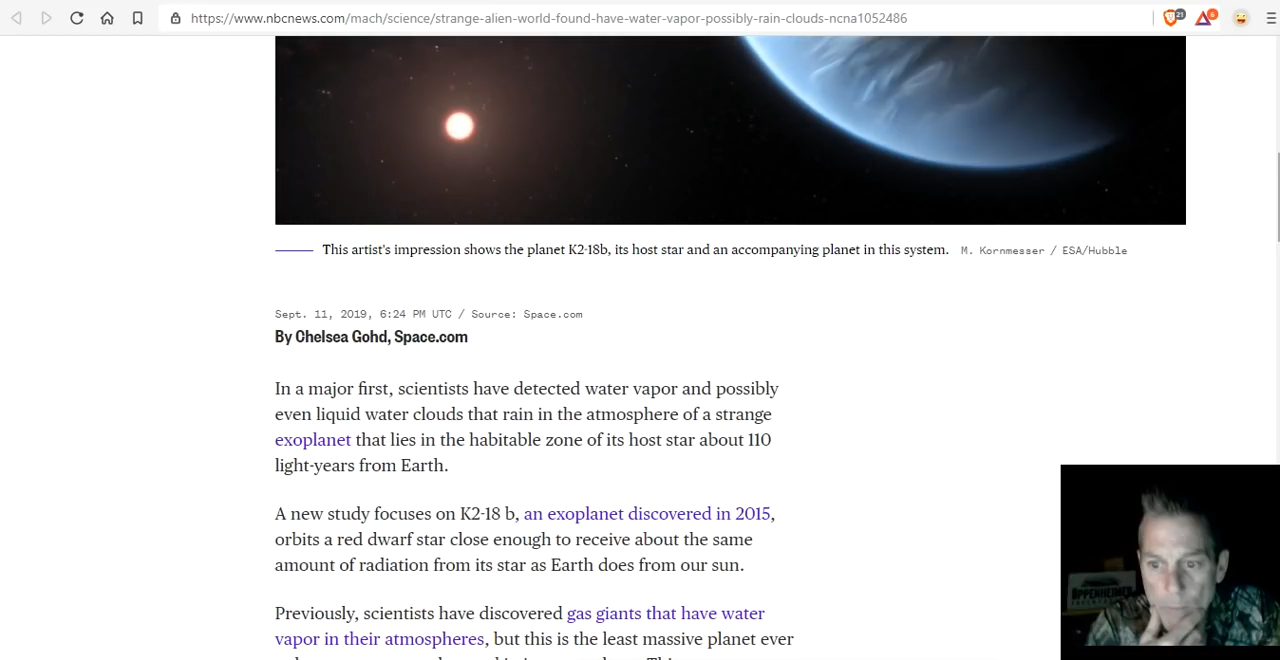 https://www.nbcnews.com/mach/science/strange-alien-world-found-have-water-vapor-possibly-rain-clouds-ncna1052486
21
6
This artist's impression shows the planet K2-18b, its host star and an accompanying planet in this system. M. Kornmesser / ESA/Hubble
Sept. 11, 2019, 6:24 PM UTC / Source: Space.com
By Chelsea Gohd, Space.com
In a major first, scientists have detected water vapor and possibly
even liquid water clouds that rain in the atmosphere of a strange
exoplanet that lies in the habitable zone of its host star about 110
light-years from Earth.
A new study focuses on K2-18 b, an exoplanet discovered in 2015,
orbits a red dwarf star close enough to receive about the same
amount of radiation from its star as Earth does from our sun.
Previously, scientists have discovered gas giants that have water
vapor in their atmospheres, but this is the least massive planet ever
OPPENHEIMER